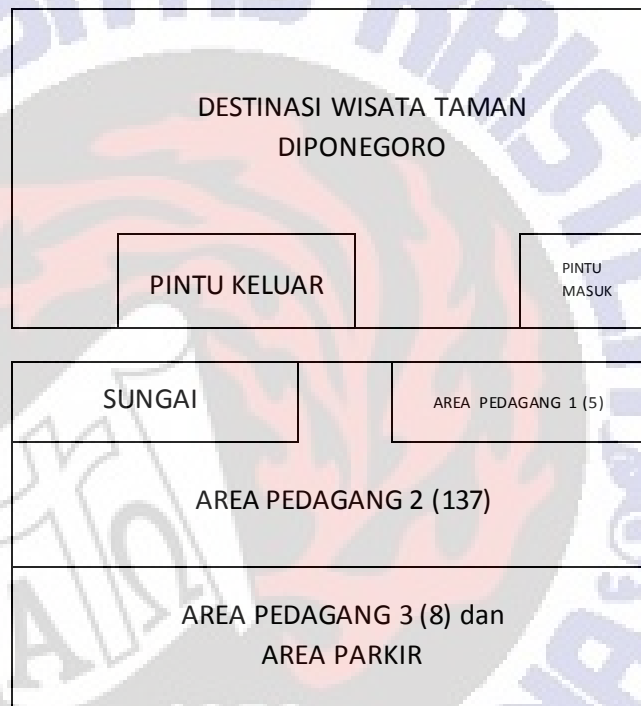 DESTINASI WISATA TAMAN
DIPONEGORO
PINTU KELUAR
PINTU
MASUK
SUNGAI
AREA PEDAGANG 1 (5)
AREA PEDAGANG 2 (137)
AREA PEDAGANG 3 (8) dan
AREA PARKIR